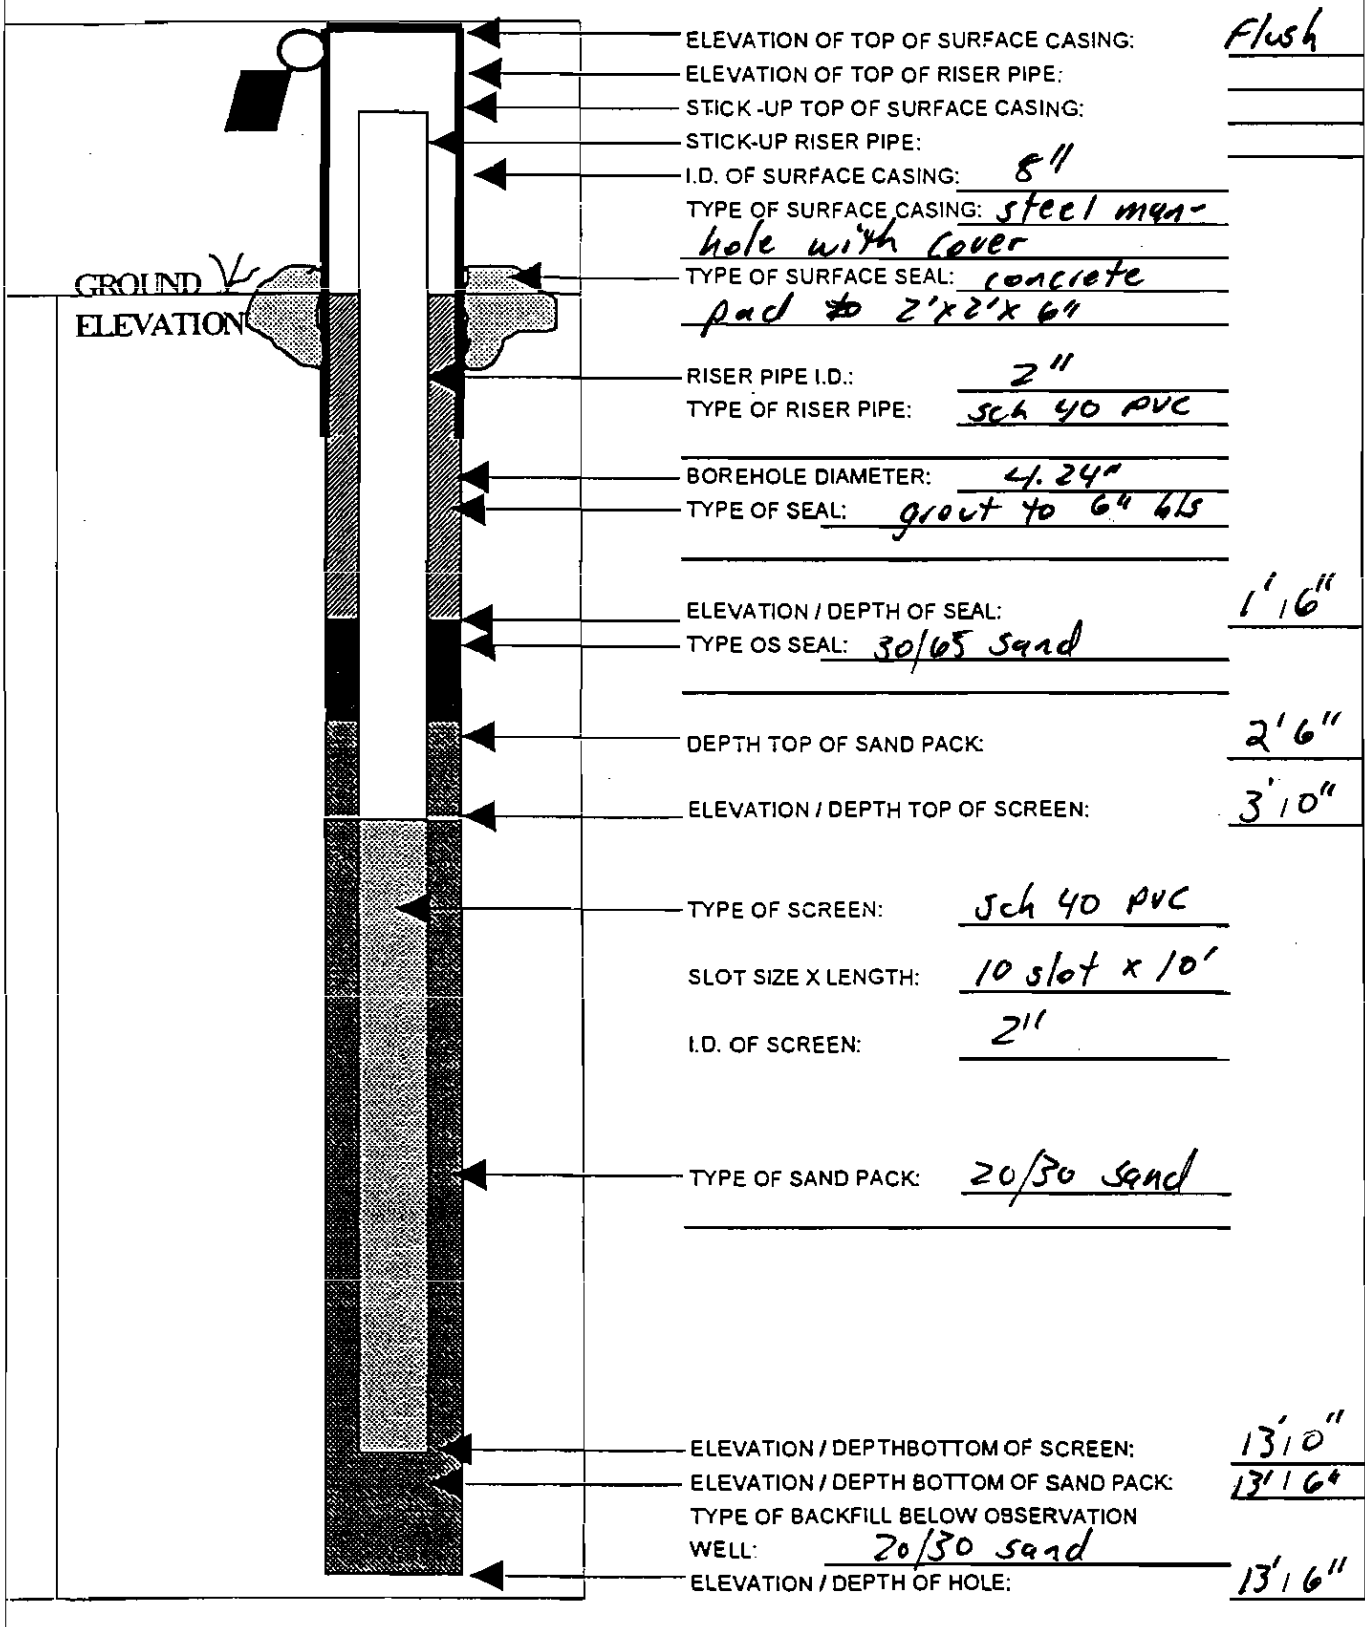 ELEVATION OF TOP OF SURFACE CASING: Flush
ELEVATION OF TOP OF RISER PIPE:
STICK-UP TOP OF SURFACE CASING:
STICK-UP RISER PIPE:
I.D. OF SURFACE CASING: 8"
TYPE OF SURFACE CASING: steel man-
hole with cover
GROUND
ELEVATION
TYPE OF SURFACE SEAL: concrete
pad 2'x2'x 6"
RISER PIPE I.D.: 2"
TYPE OF RISER PIPE: sch 40 PVC
BOREHOLE DIAMETER: 4.24"
TYPE OF SEAL: grout to 6" bls
ELEVATION / DEPTH OF SEAL: 1' 6"
TYPE OS SEAL: 30/65 sand
DEPTH TOP OF SAND PACK: 2' 6"
ELEVATION / DEPTH TOP OF SCREEN: 3' 0"
TYPE OF SCREEN: sch 40 PVC
SLOT SIZE X LENGTH: 10 slot x 10'
I.D. OF SCREEN: 2"
TYPE OF SAND PACK: 20/30 sand
ELEVATION / DEPTHBOTTOM OF SCREEN: 13' 0"
ELEVATION / DEPTH BOTTOM OF SAND PACK: 13' 6"
TYPE OF BACKFILL BELOW OBSERVATION
WELL: 20/30 sand
ELEVATION / DEPTH OF HOLE: 13' 6"